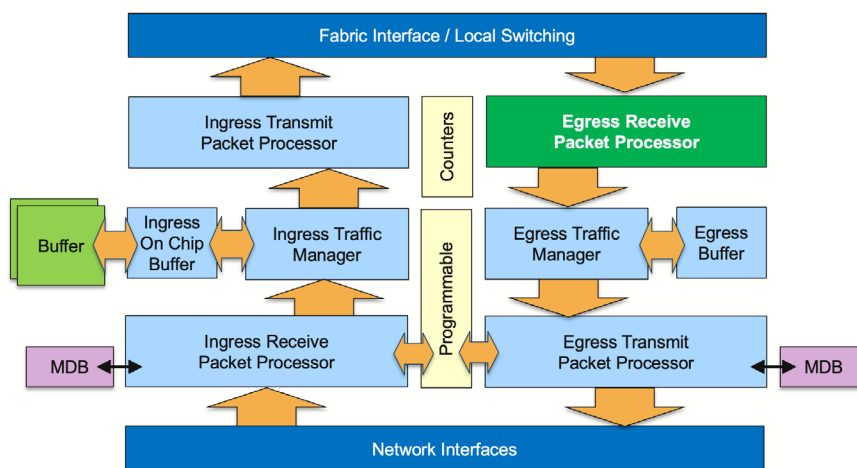 Fabric Interface / Local Switching
Ingress Transmit
Packet Processor
Counters
Egress Receive
Packet Processor
Buffer
Ingress
On Chip
Buffer
Ingress Traffic
Manager
Programmable
Egress Traffic
Manager
Egress
Buffer
MDB
Ingress Receive
Packet Processor
Egress Transmit
Packet Processor
MDB
Network Interfaces